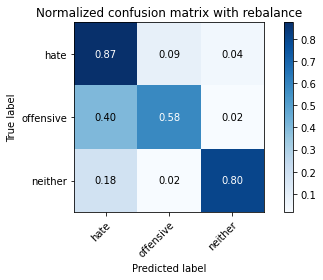 Normalized confusion matrix with rebalance
True label
hate 0.87 0.09 0.04
offensive 0.40 0.58 0.02
neither 0.18 0.02 0.80
hate offensive neither
Predicted label
0.8
0.7
0.6
0.5
0.4
0.3
0.2
0.1